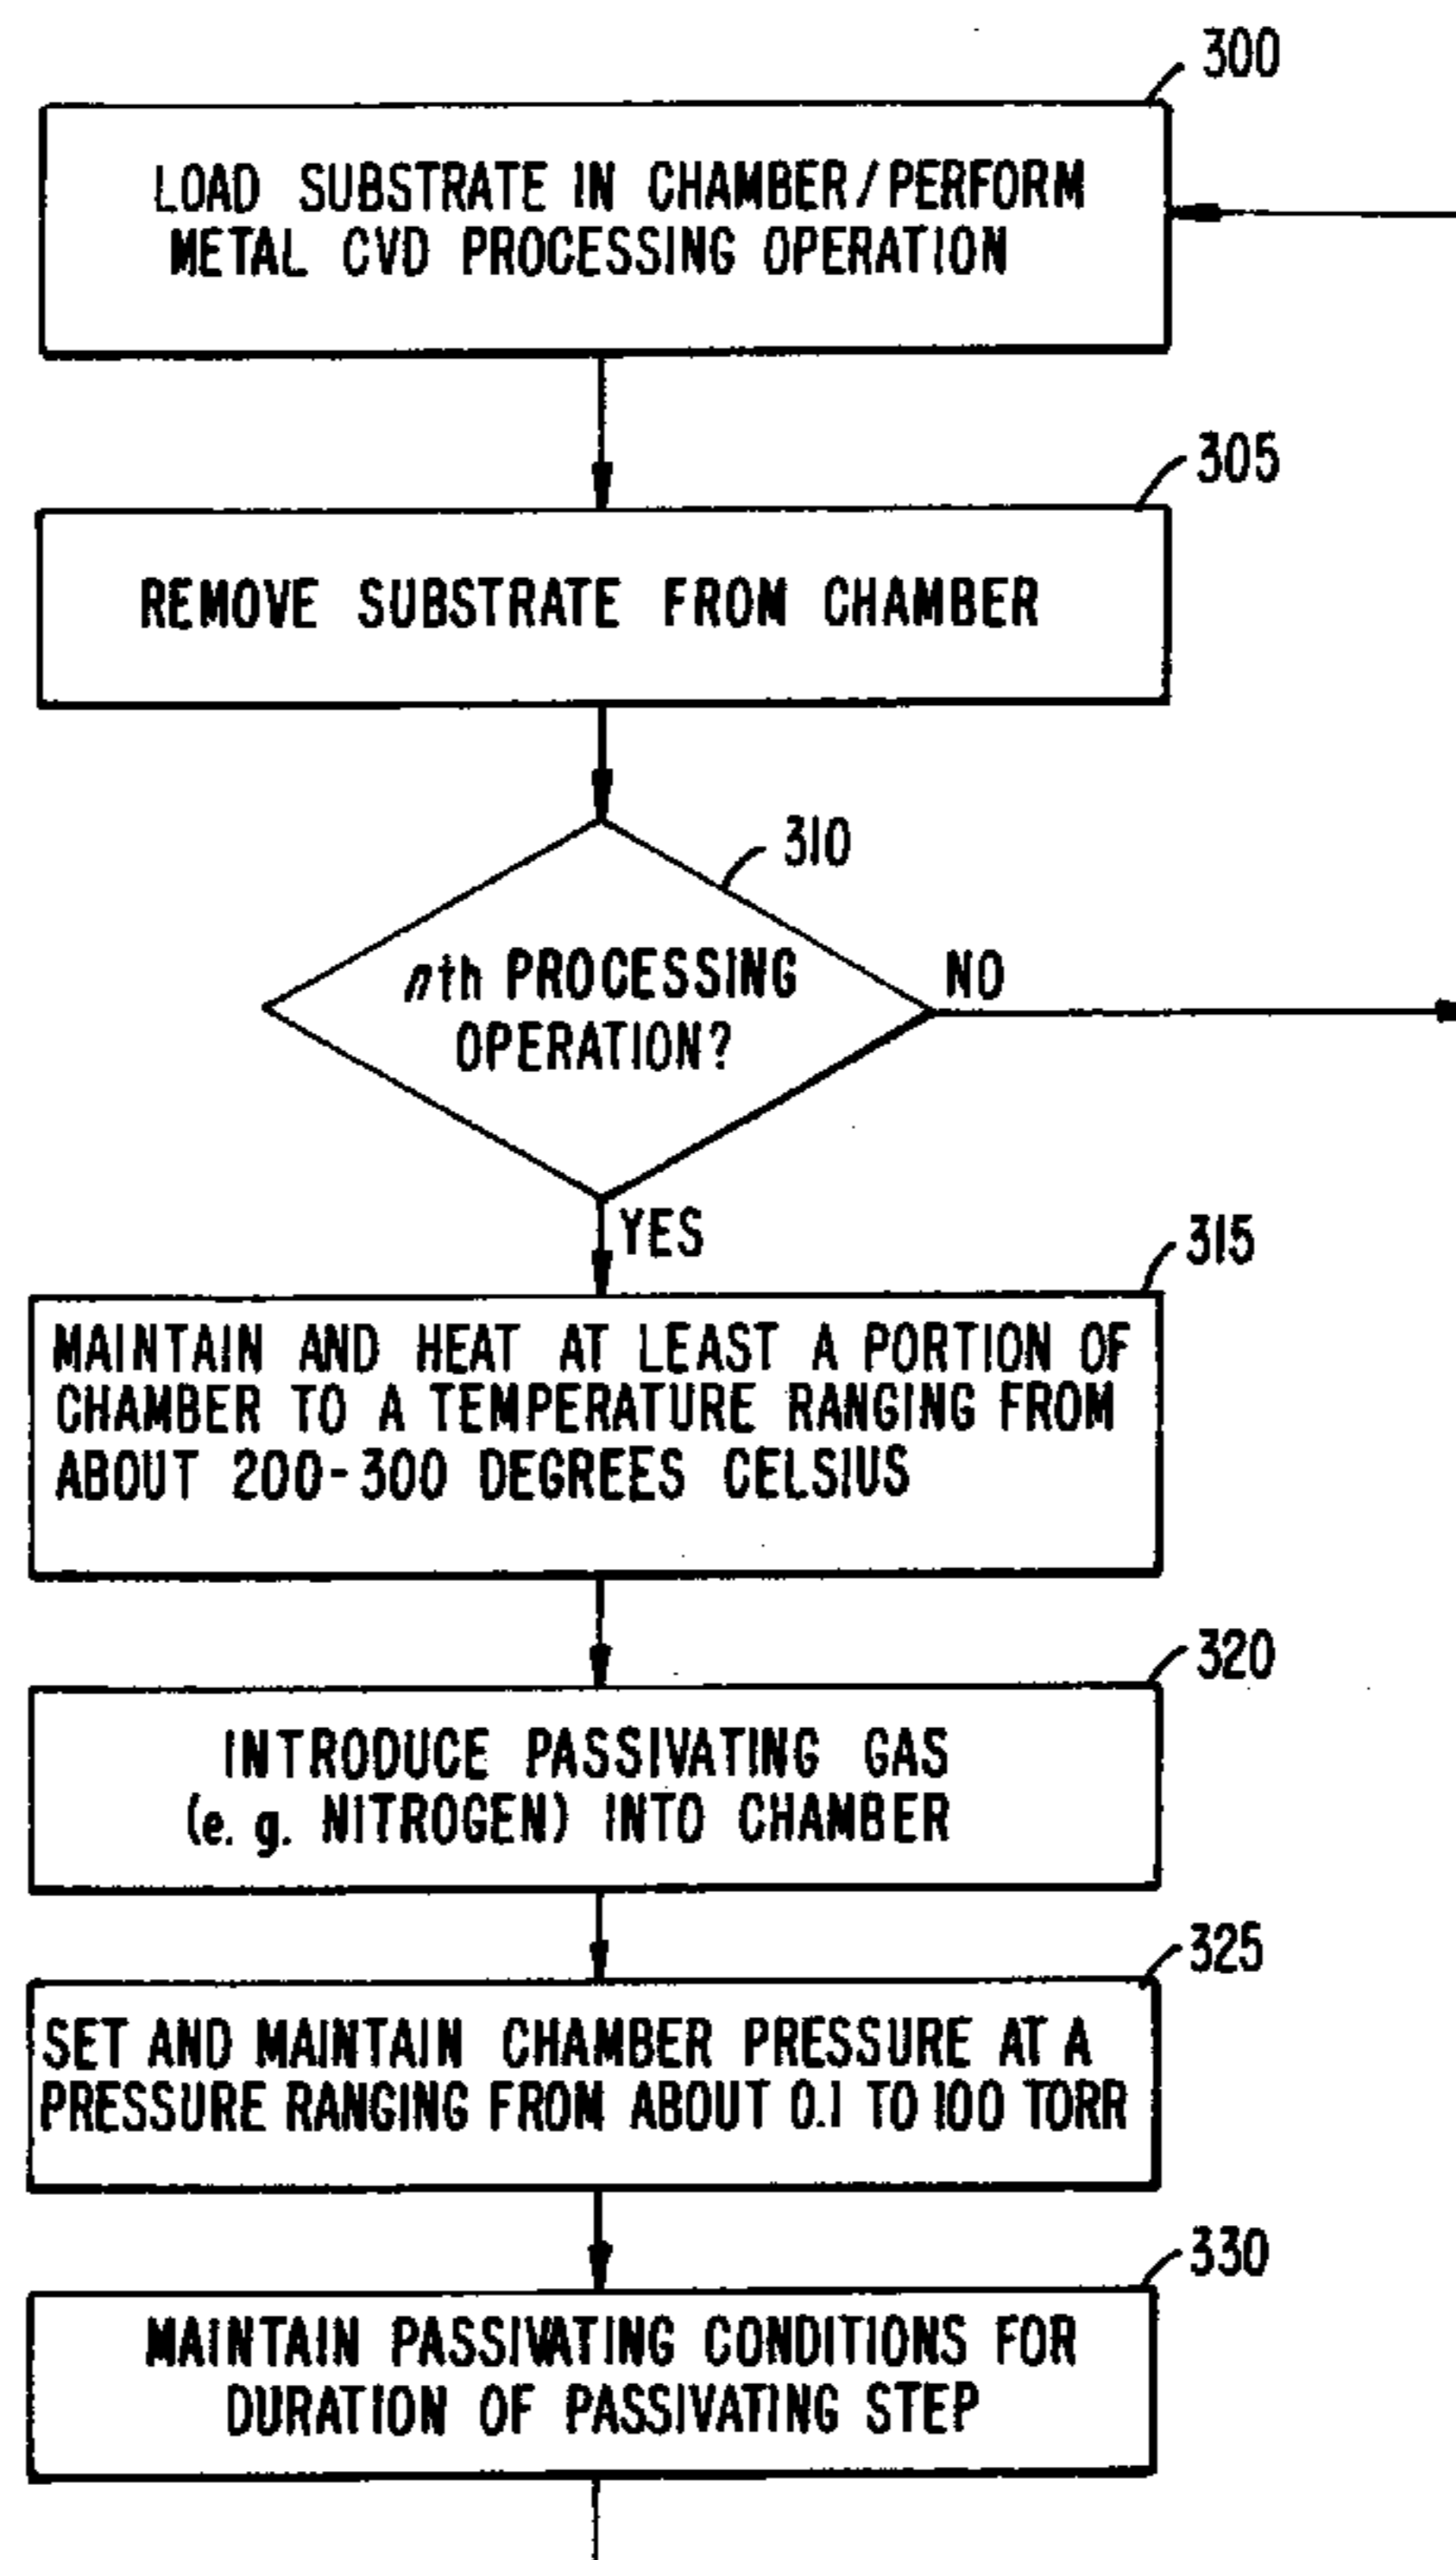 300
LOAD SUBSTRATE IN CHAMBER/PERFORM
METAL CVD PROCESSING OPERATION
305
REMOVE SUBSTRATE FROM CHAMBER
310
nth PROCESSING
OPERATION?
NO
YES
315
MAINTAIN AND HEAT AT LEAST A PORTION OF
CHAMBER TO A TEMPERATURE RANGING FROM
ABOUT 200-300 DEGREES CELSIUS
320
INTRODUCE PASSIVATING GAS
(e. g. NITROGEN) INTO CHAMBER
325
SET AND MAINTAIN CHAMBER PRESSURE AT A
PRESSURE RANGING FROM ABOUT 0.1 TO 100 TORR
330
MAINTAIN PASSIVATING CONDITIONS FOR
DURATION OF PASSIVATING STEP